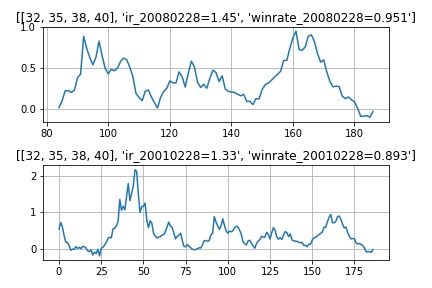 [[32, 35, 38, 40], 'ir_20080228=1.45', 'winrate_20080228=0.951']
1.0
0.5
0.0
80 100 120 140 160 180
[[32, 35, 38, 40], 'ir_20010228=1.33', 'winrate_20010228=0.893']
2
1
0
0 25 50 75 100 125 150 175